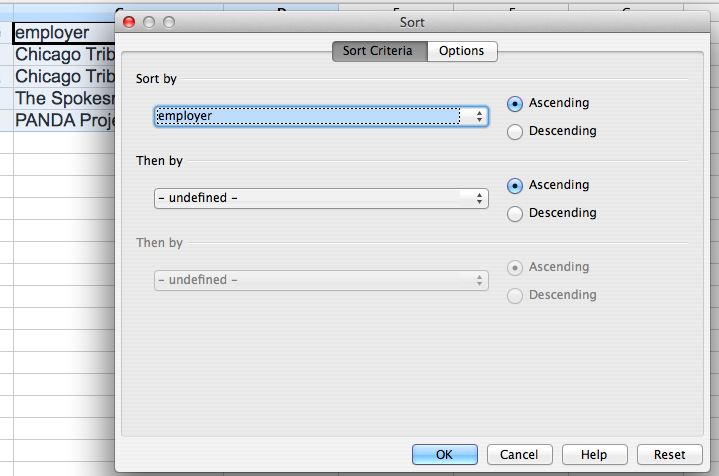 Sort
employer
Chicago Trib
Chicago Trib
The Spokesr
PANDA Proje
Sort Criteria
Options
Sort by
employer
Ascending
Descending
Then by
– undefined –
Ascending
Descending
Then by
– undefined –
Ascending
Descending
OK
Cancel
Help
Reset